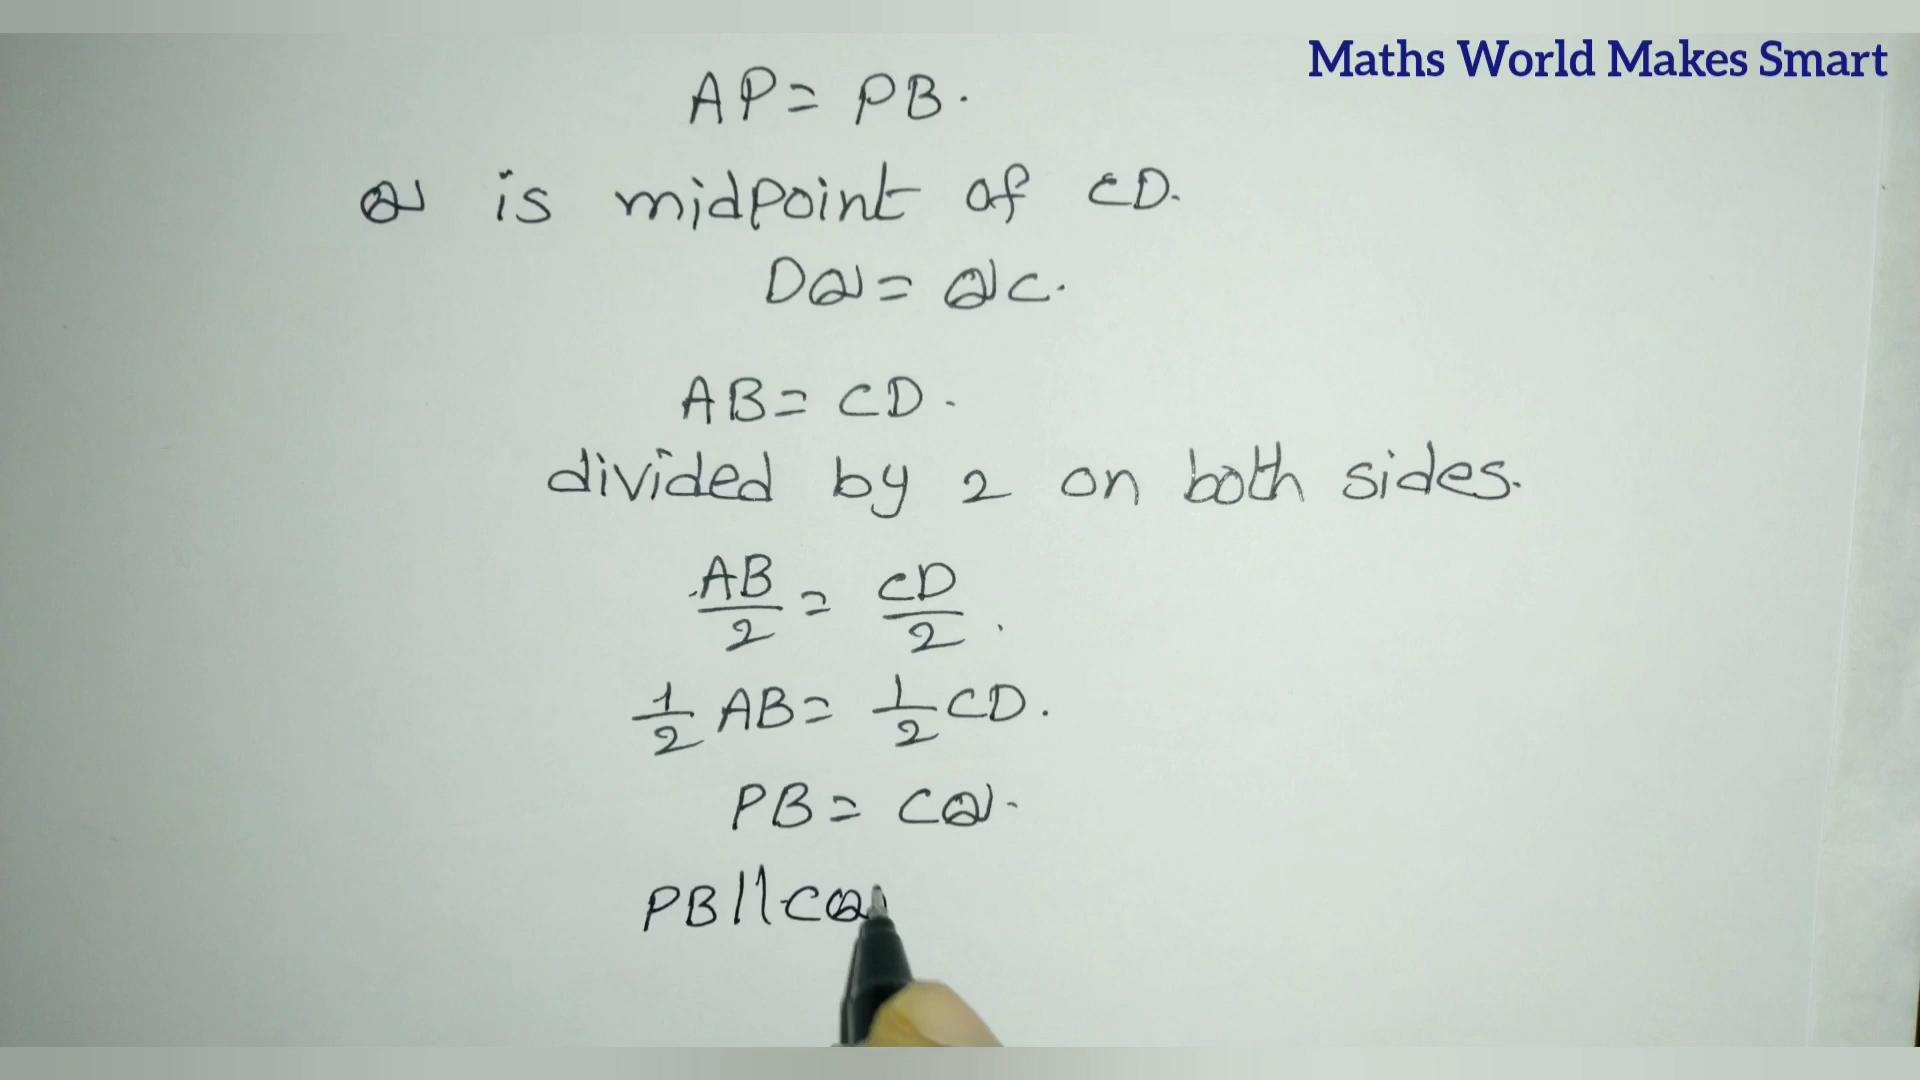 Maths World Makes Smart
AP = PB.
Q is midpoint of CD.
DQ = QC.
AB = CD.
divided by 2 on both sides.
AB/2 = CD/2.
1/2 AB = 1/2 CD.
PB = CQ.
PB || CQ